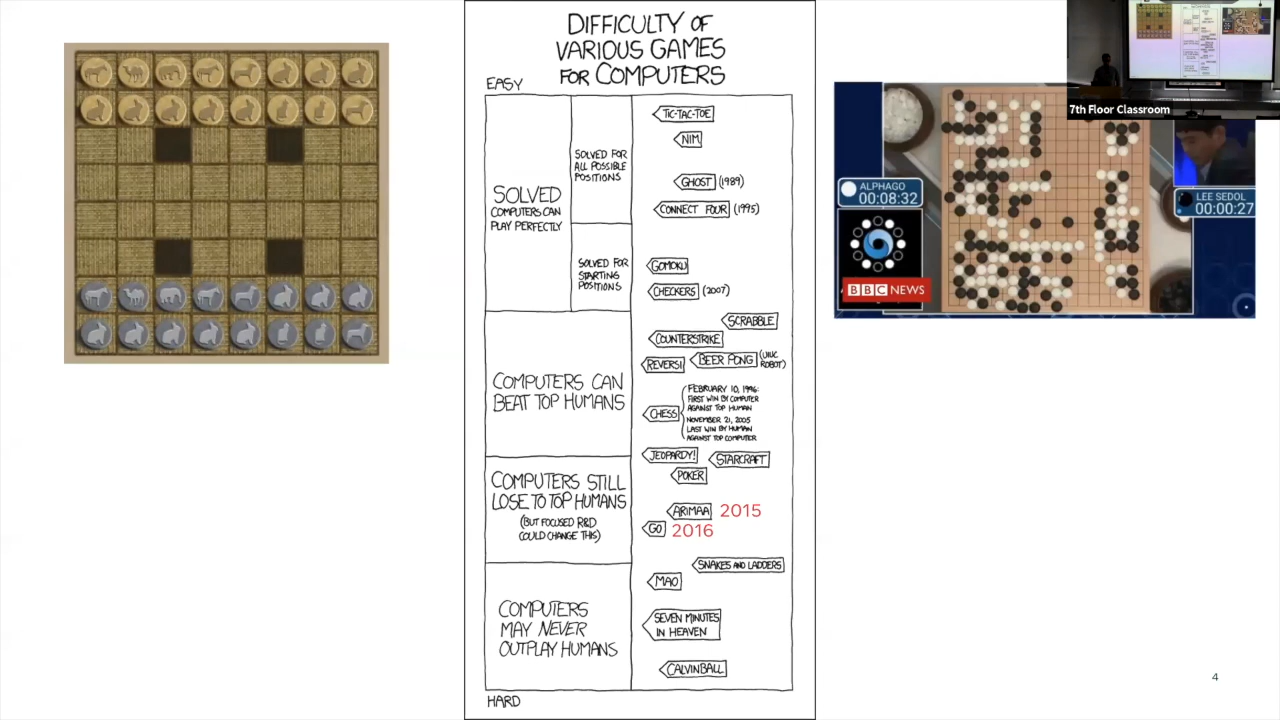 DIFFICULTY OF
VARIOUS GAMES
FOR COMPUTERS
EASY
SOLVED
COMPUTERS CAN
PLAY PERFECTLY
SOLVED FOR
ALL POSSIBLE
POSITIONS
TIC-TAC-TOE
NIM
GHOST (1989)
CONNECT FOUR (1995)
SOLVED FOR
STARTING
POSITIONS
GOMOKU
CHECKERS (2007)
COMPUTERS CAN
BEAT TOP HUMANS
SCRABBLE
COUNTERSTRIKE
REVERSI
BEER PONG (UIUC
ROBOT)
CHESS
FEBRUARY 10, 1996:
FIRST WIN BY COMPUTER
AGAINST TOP HUMAN
NOVEMBER 21, 2005
LAST WIN BY HUMAN
AGAINST TOP COMPUTER
JEOPARDY!
COMPUTERS STILL
LOSE TO TOP HUMANS
(BUT FOCUSED R&D
COULD CHANGE THIS)
STARCRAFT
POKER
ARIMAA 2015
GO 2016
COMPUTERS
MAY NEVER
OUTPLAY HUMANS
SNAKES AND LADDERS
MAO
SEVEN MINUTES
IN HEAVEN
CALVINBALL
HARD
7th Floor Classroom
ALPHAGO
00:08:32
LEE SEDOL
00:00:27
BBC NEWS
4